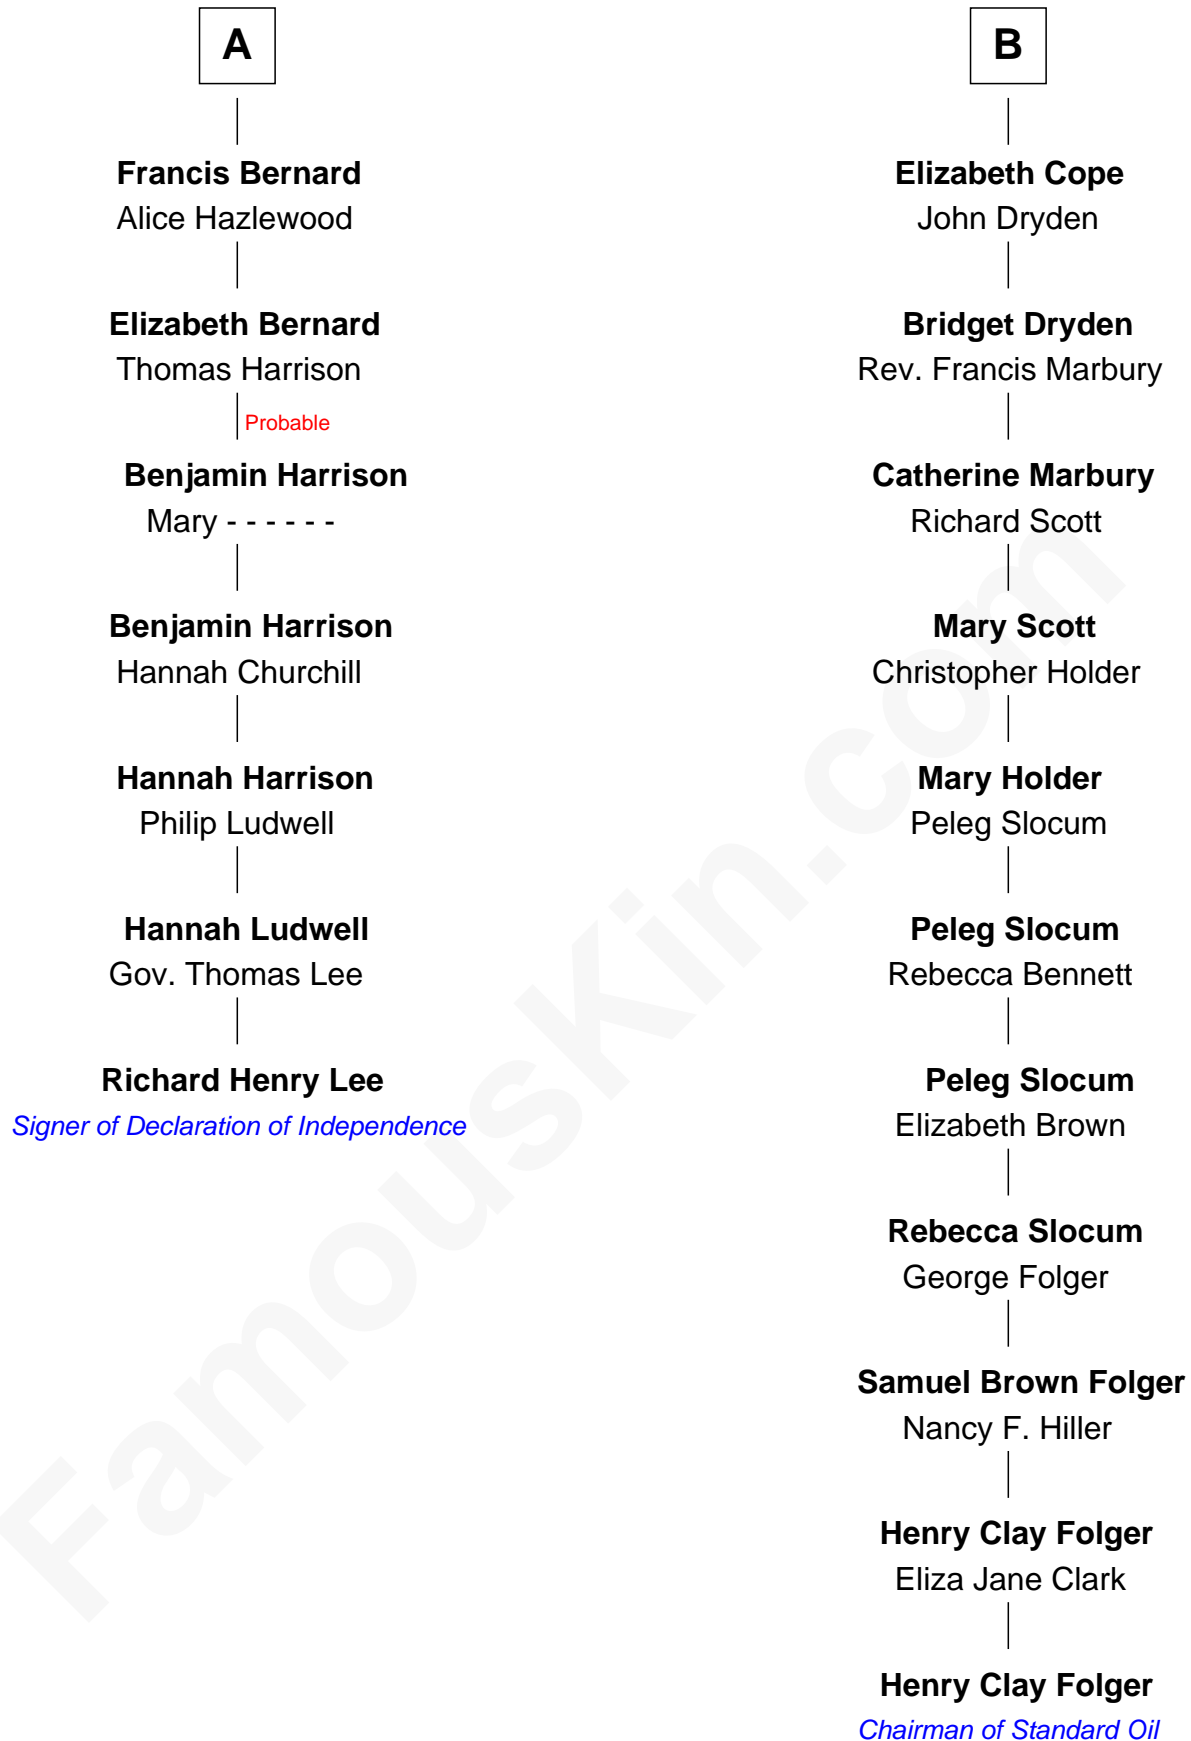 A
Francis Bernard
Alice Hazlewood
Elizabeth Bernard
Thomas Harrison
Probable
Benjamin Harrison
Mary - - - - - -
Benjamin Harrison
Hannah Churchill
Hannah Harrison
Philip Ludwell
Hannah Ludwell
Gov. Thomas Lee
Richard Henry Lee
Signer of Declaration of Independence
B
Elizabeth Cope
John Dryden
Bridget Dryden
Rev. Francis Marbury
Catherine Marbury
Richard Scott
Mary Scott
Christopher Holder
Mary Holder
Peleg Slocum
Peleg Slocum
Rebecca Bennett
Peleg Slocum
Elizabeth Brown
Rebecca Slocum
George Folger
Samuel Brown Folger
Nancy F. Hiller
Henry Clay Folger
Eliza Jane Clark
Henry Clay Folger
Chairman of Standard Oil
FamousKin.com